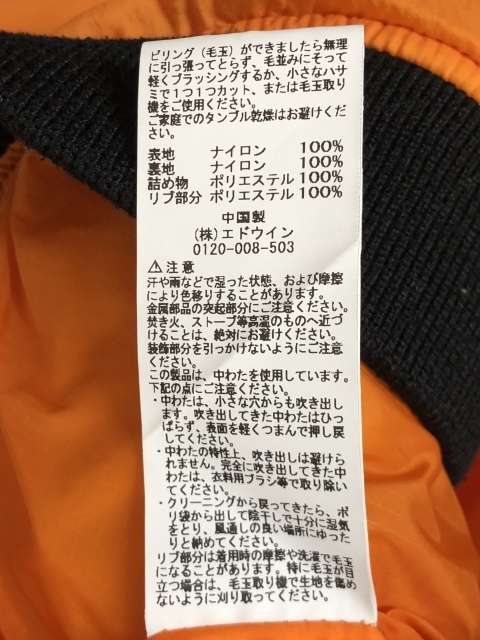 ピリング（毛玉）ができましたら無理
に引っ張ってとらず、毛並みにそって
軽くブラッシングするか、小さなハサ
ミで1つ1つカット、または毛玉取り
機をご使用ください。
ご家庭でのタンブル乾燥はお避けくだ
さい。
表地 ナイロン 100%
裏地 ナイロン 100%
詰め物 ポリエステル 100%
リブ部分 ポリエステル 100%
中国製
(株)エドウイン
0120-008-503
⚠注意
汗や雨などで湿った状態、および摩擦
により色移りすることがあります。
金属部品の突起部分にご注意ください。
焚き火、ストーブ等高温のものへ近づ
けることは、絶対にお避けください。
装飾部分を引っかけないようにご注意
ください。
この製品は、中わたを使用しています。
下記の点にご注意ください。
・中わたは、小さな穴からも吹き出し
ます。吹き出してきた中わたはひっ
ぱらず、表面を軽くつまんで押し戻
してください。
・中わたの特性上、吹き出しは避けら
れません。完全に吹き出してきた中
わたは、衣料用ブラシ等で取り除い
てください。
・クリーニングから戻ってきたら、ポ
リ袋から出して陰干しで十分に湿気
をとり、風通しの良い場所にゆった
りと納めてください。
リブ部分は着用時の摩擦や洗濯で毛玉
になることがあります。特に毛玉が目
立つ場合は、毛玉取り機で生地を傷め
ないように刈り取ってください。